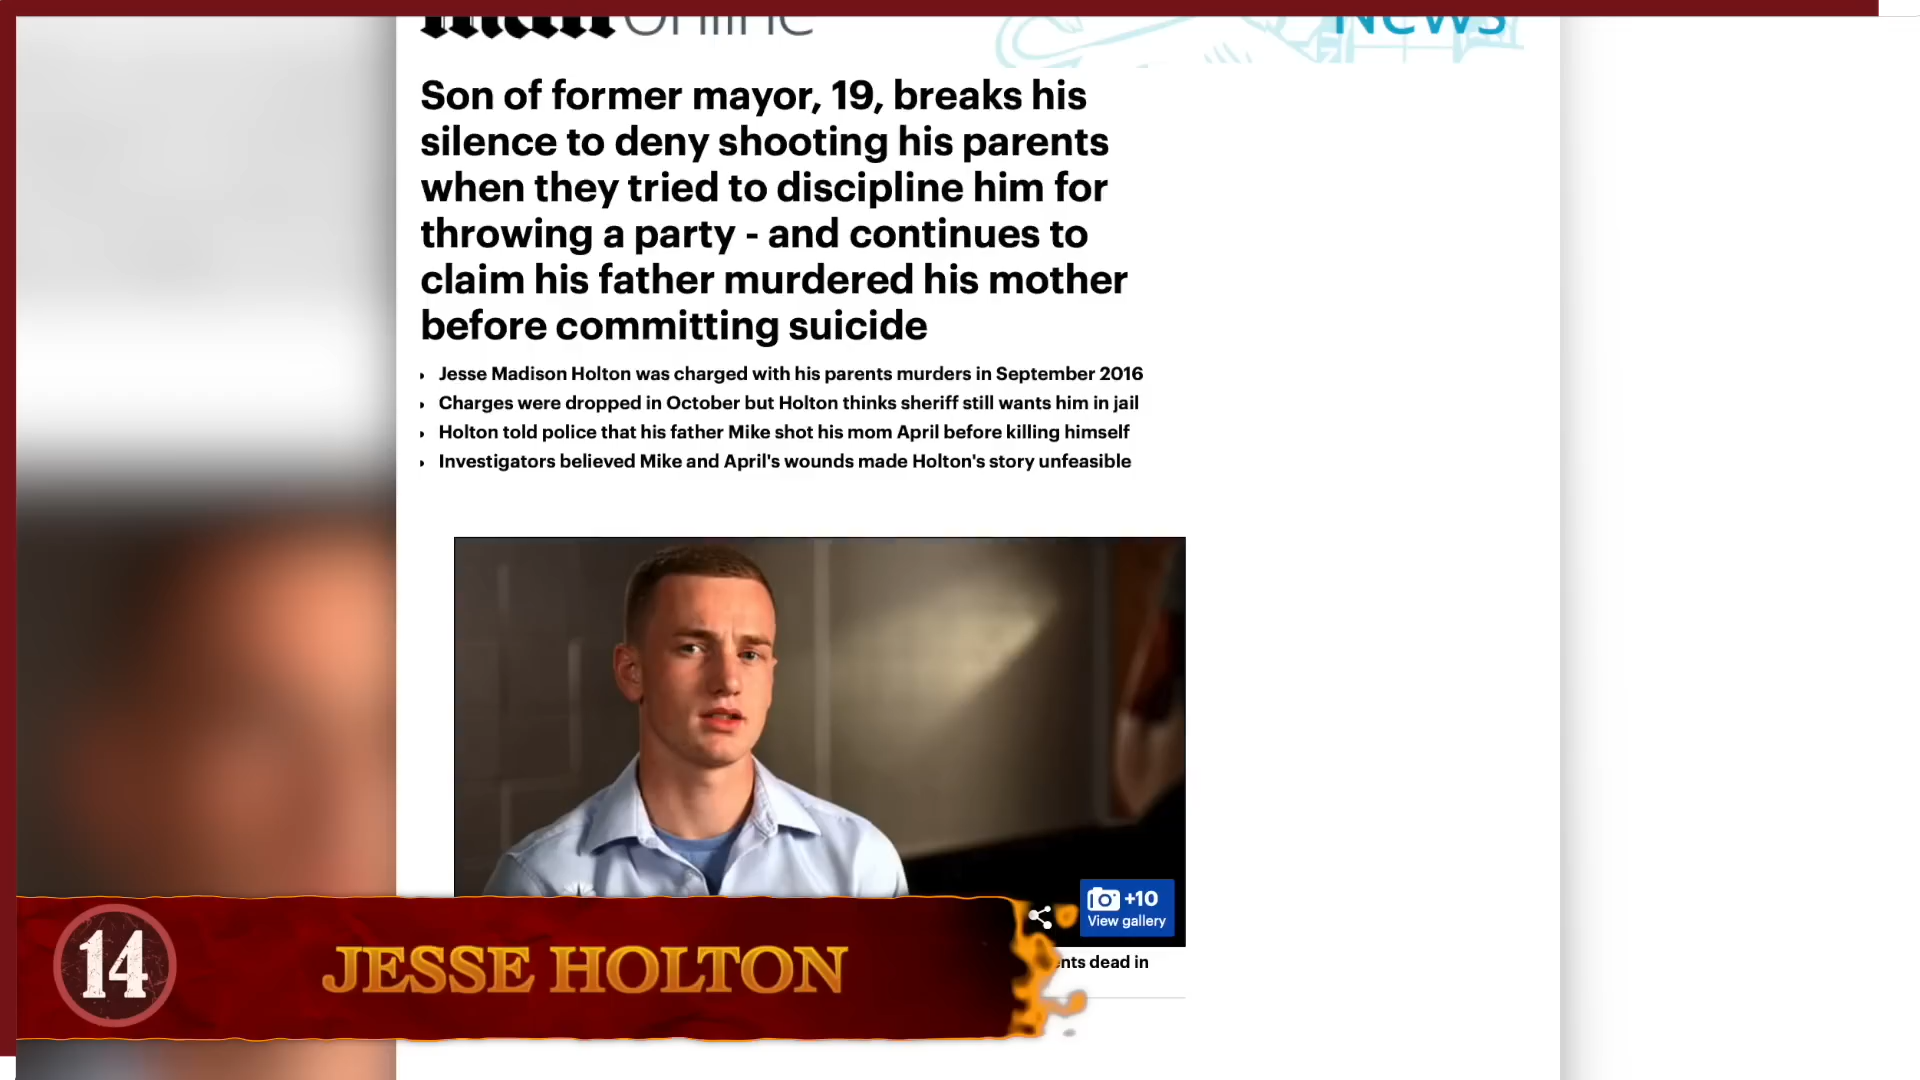 mail Online
News
Son of former mayor, 19, breaks his
silence to deny shooting his parents
when they tried to discipline him for
throwing a party - and continues to
claim his father murdered his mother
before committing suicide
Jesse Madison Holton was charged with his parents murders in September 2016
Charges were dropped in October but Holton thinks sheriff still wants him in jail
Holton told police that his father Mike shot his mom April before killing himself
Investigators believed Mike and April's wounds made Holton's story unfeasible
+10
View gallery
dead in
14
JESSE HOLTON